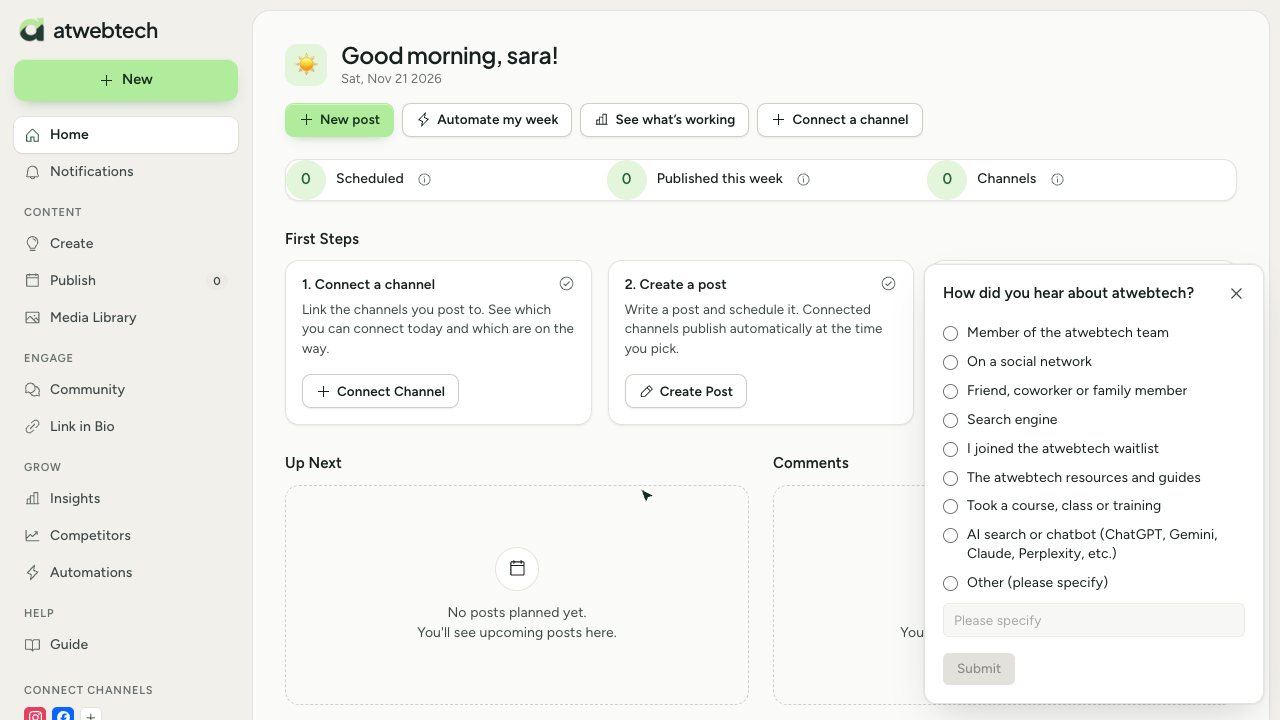 atwebtech
New
Home
Notifications
CONTENT
Create
Publish
0
Media Library
ENGAGE
Community
Link in Bio
GROW
Insights
Competitors
Automations
HELP
Guide
CONNECT CHANNELS
Good morning, sara!
Sat, Nov 21 2026
New post
Automate my week
See what's working
Connect a channel
0 Scheduled
0 Published this week
0 Channels
First Steps
1. Connect a channel
Link the channels you post to. See which
you can connect today and which are on the
way.
Connect Channel
2. Create a post
Write a post and schedule it. Connected
channels publish automatically at the time
you pick.
Create Post
Up Next
No posts planned yet.
You'll see upcoming posts here.
Comments
You
How did you hear about atwebtech?
Member of the atwebtech team
On a social network
Friend, coworker or family member
Search engine
I joined the atwebtech waitlist
The atwebtech resources and guides
Took a course, class or training
AI search or chatbot (ChatGPT, Gemini,
Claude, Perplexity, etc.)
Other (please specify)
Please specify
Submit